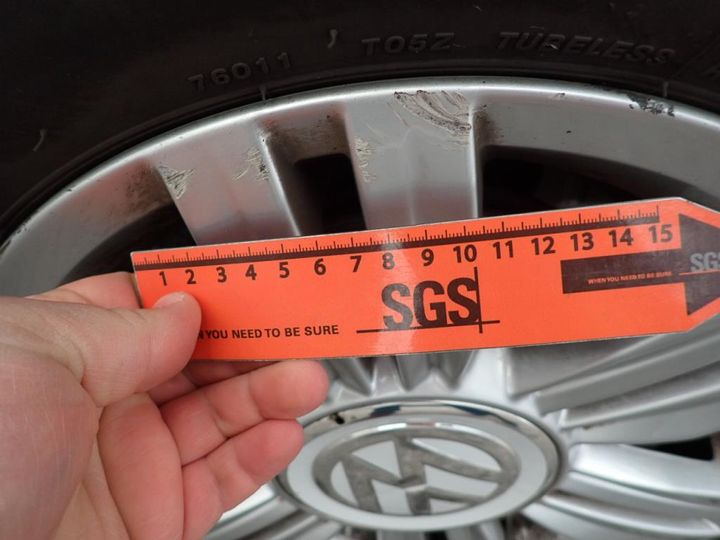 76011 T05Z TUBELESS
1 2 3 4 5 6 7 8 9 10 11 12 13 14 15
SGS
WHEN YOU NEED TO BE SURE
SGS
YOU NEED TO BE SURE